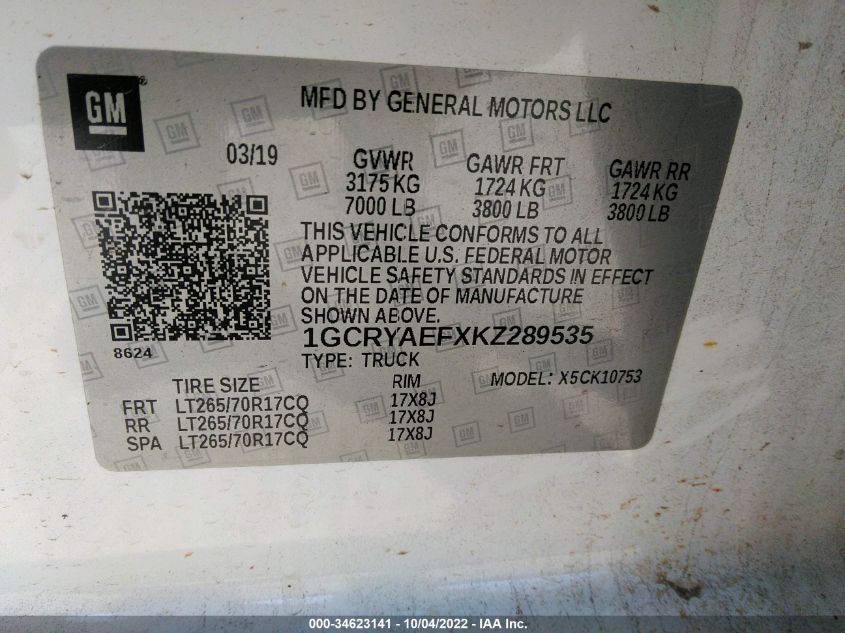 GM
MFD BY GENERAL MOTORS LLC
03/19
GVWR GAWR FRT GAWR RR
3175 KG 1724 KG 1724 KG
7000 LB 3800 LB 3800 LB
THIS VEHICLE CONFORMS TO ALL
APPLICABLE U.S. FEDERAL MOTOR
VEHICLE SAFETY STANDARDS IN EFFECT
ON THE DATE OF MANUFACTURE
SHOWN ABOVE.
8624
1GCRYAEFXKZ289535
TYPE: TRUCK
MODEL: X5CK10753
TIRE SIZE RIM
FRT LT265/70R17CQ 17X8J
RR LT265/70R17CQ 17X8J
SPA LT265/70R17CQ 17X8J
000-34623141 - 10/04/2022 - IAA Inc.